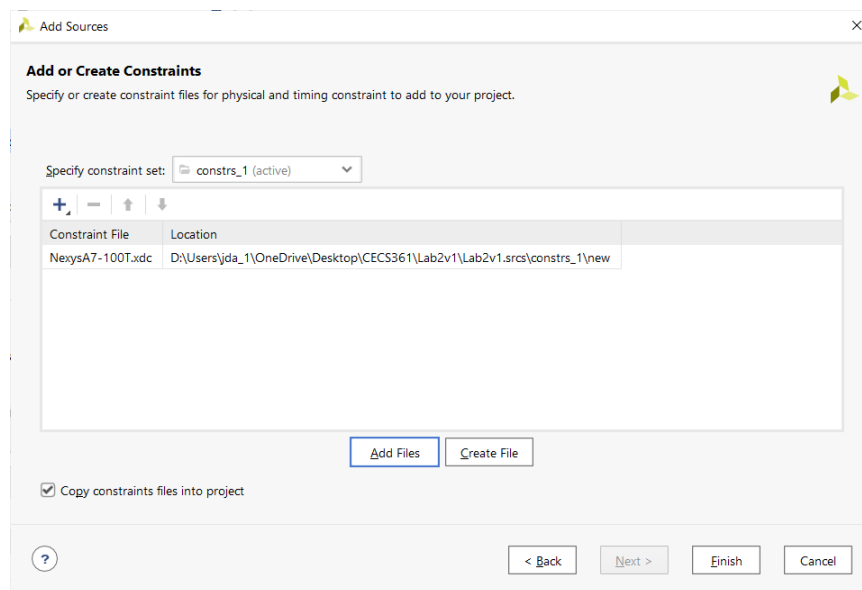 Add Sources
Add or Create Constraints
Specify or create constraint files for physical and timing constraint to add to your project.
Specify constraint set: constrs_1 (active)
Constraint File Location
NexysA7-100T.xdc D:\Users\jda_1\OneDrive\Desktop\CECS361\Lab2v1\Lab2v1.srcs\constrs_1\new
Add Files Create File
Copy constraints files into project
? < Back Next > Finish Cancel